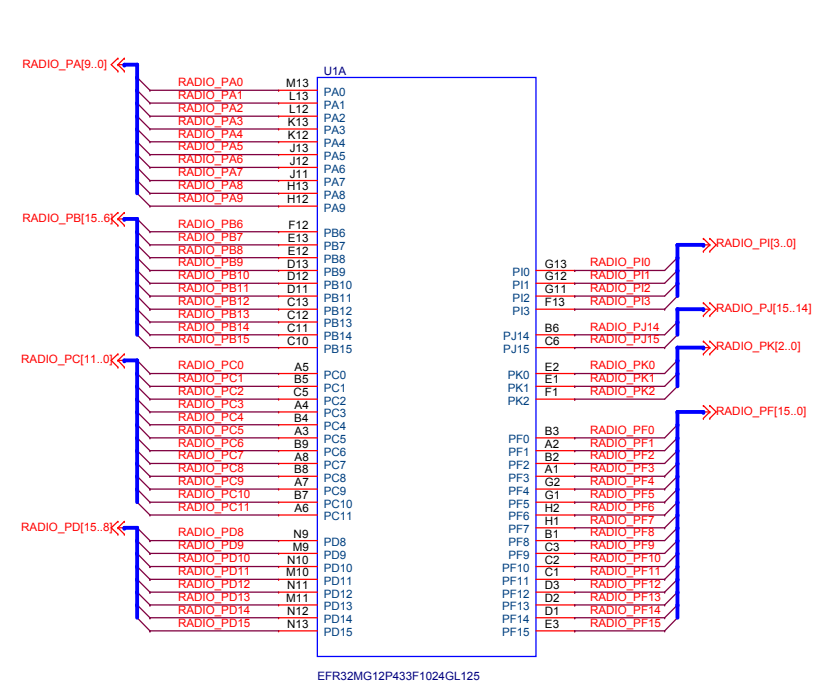 U1A
RADIO_PA[9..0]
RADIO_PA0 M13 PA0
RADIO_PA1 L13 PA1
RADIO_PA2 L12 PA2
RADIO_PA3 K13 PA3
RADIO_PA4 K12 PA4
RADIO_PA5 J13 PA5
RADIO_PA6 J12 PA6
RADIO_PA7 J11 PA7
RADIO_PA8 H13 PA8
RADIO_PA9 H12 PA9
RADIO_PB[15..6]
RADIO_PB6 F12 PB6
RADIO_PB7 E13 PB7
RADIO_PB8 E12 PB8
RADIO_PB9 D13 PB9
RADIO_PB10 D12 PB10
RADIO_PB11 D11 PB11
RADIO_PB12 C13 PB12
RADIO_PB13 C12 PB13
RADIO_PB14 C11 PB14
RADIO_PB15 C10 PB15
RADIO_PC[11..0]
RADIO_PC0 A5 PC0
RADIO_PC1 B5 PC1
RADIO_PC2 C5 PC2
RADIO_PC3 A4 PC3
RADIO_PC4 B4 PC4
RADIO_PC5 A3 PC5
RADIO_PC6 B9 PC6
RADIO_PC7 A8 PC7
RADIO_PC8 B8 PC8
RADIO_PC9 A7 PC9
RADIO_PC10 B7 PC10
RADIO_PC11 A6 PC11
RADIO_PD[15..8]
RADIO_PD8 N9 PD8
RADIO_PD9 M9 PD9
RADIO_PD10 N10 PD10
RADIO_PD11 M10 PD11
RADIO_PD12 N11 PD12
RADIO_PD13 M11 PD13
RADIO_PD14 N12 PD14
RADIO_PD15 N13 PD15
RADIO_PI[3..0]
PI0 G13 RADIO_PI0
PI1 G12 RADIO_PI1
PI2 G11 RADIO_PI2
PI3 F13 RADIO_PI3
RADIO_PJ[15..14]
PJ14 B6 RADIO_PJ14
PJ15 C6 RADIO_PJ15
RADIO_PK[2..0]
PK0 E2 RADIO_PK0
PK1 E1 RADIO_PK1
PK2 F1 RADIO_PK2
RADIO_PF[15..0]
PF0 B3 RADIO_PF0
PF1 A2 RADIO_PF1
PF2 B2 RADIO_PF2
PF3 A1 RADIO_PF3
PF4 G2 RADIO_PF4
PF5 G1 RADIO_PF5
PF6 H2 RADIO_PF6
PF7 H1 RADIO_PF7
PF8 B1 RADIO_PF8
PF9 C3 RADIO_PF9
PF10 C2 RADIO_PF10
PF11 C1 RADIO_PF11
PF12 D3 RADIO_PF12
PF13 D2 RADIO_PF13
PF14 D1 RADIO_PF14
PF15 E3 RADIO_PF15
EFR32MG12P433F1024GL125